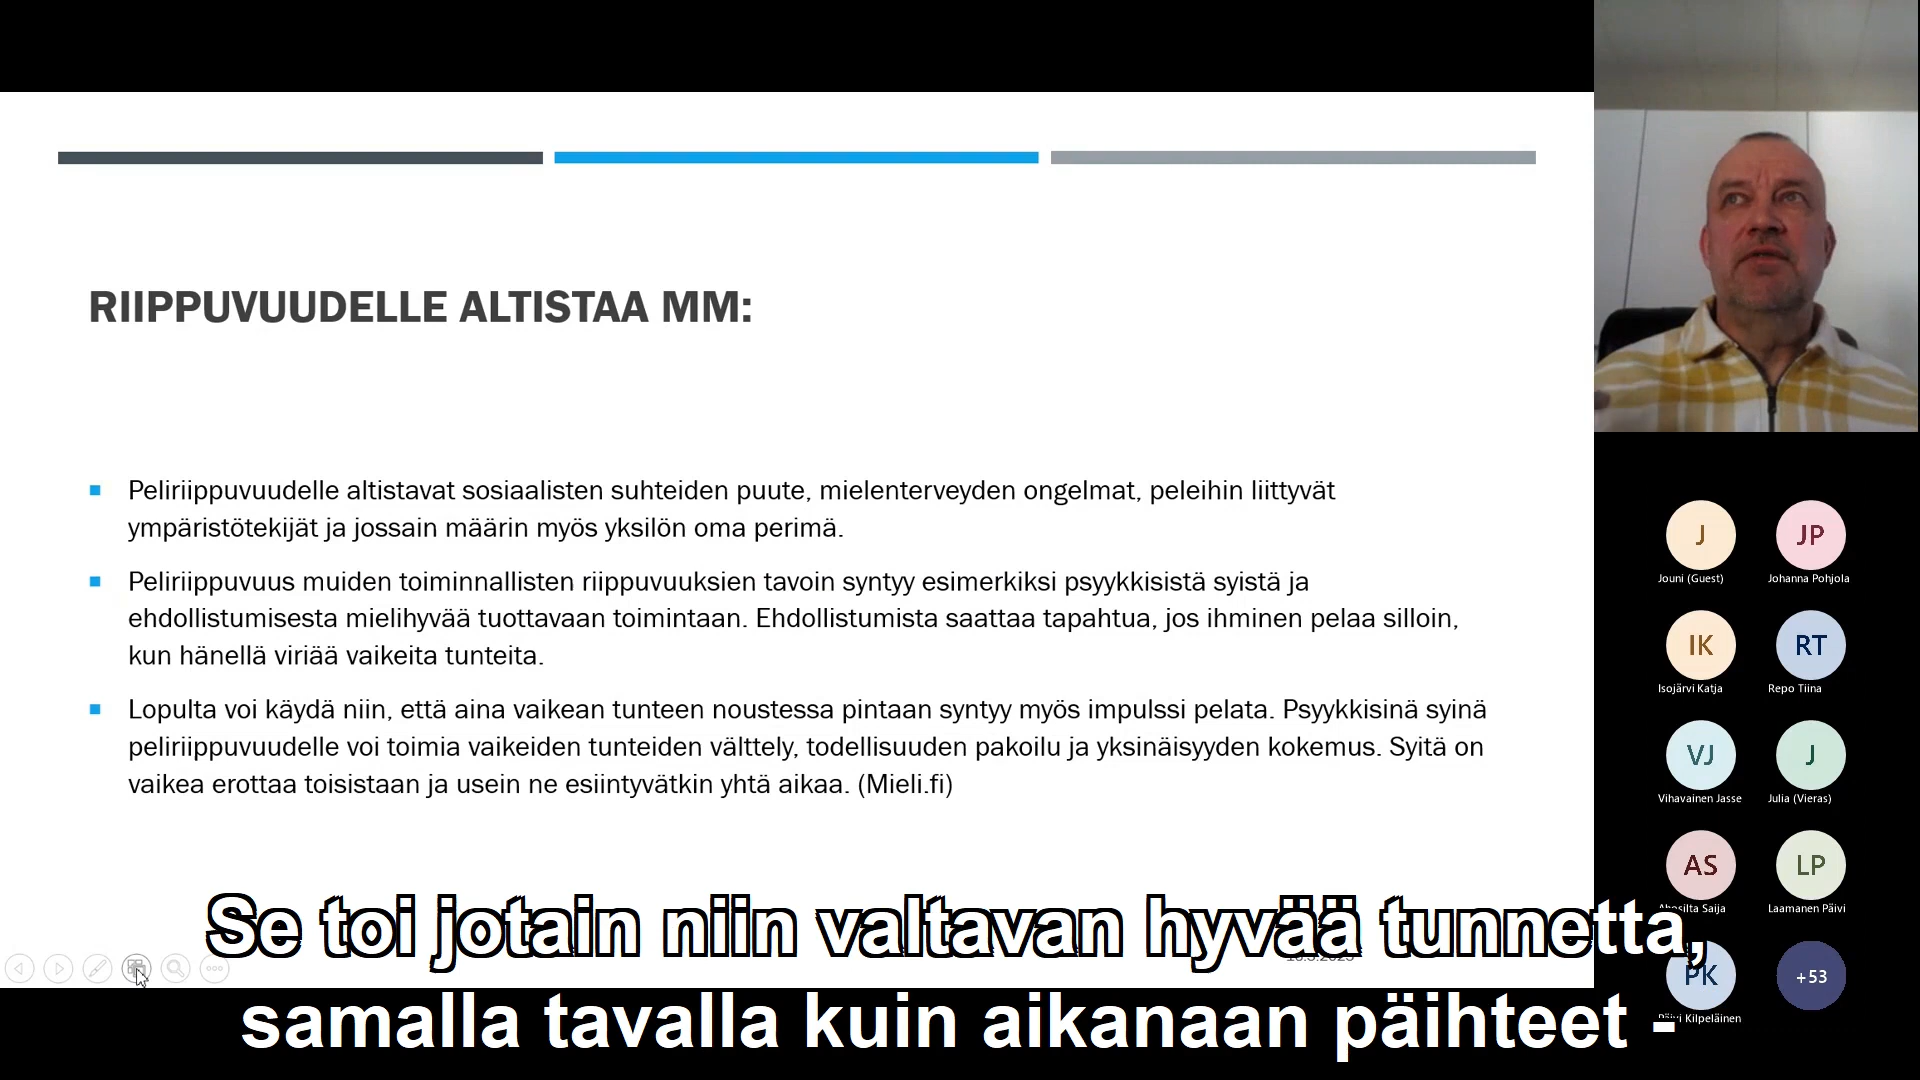 RIIPPUVUUDELLE ALTISTAA MM:
Peliriippuvuudelle altistavat sosiaalisten suhteiden puute, mielenterveyden ongelmat, peleihin liittyvät
ympäristötekijät ja jossain määrin myös yksilön oma perimä.
Peliriippuvuus muiden toiminnallisten riippuvuuksien tavoin syntyy esimerkiksi psyykkisistä syistä ja
ehdollistumisesta mielihyvää tuottavaan toimintaan. Ehdollistumista saattaa tapahtua, jos ihminen pelaa silloin,
kun hänellä viriää vaikeita tunteita.
Lopulta voi käydä niin, että aina vaikean tunteen noustessa pintaan syntyy myös impulssi pelata. Psyykkisinä syinä
peliriippuvuudelle voi toimia vaikeiden tunteiden välttely, todellisuuden pakoilu ja yksinäisyyden kokemus. Syitä on
vaikea erottaa toisistaan ja usein ne esiintyvätkin yhtä aikaa. (Mieli.fi)
J JP
Jouni (Guest) Johanna Pohjola
IK RT
Isojärvi Katja Repo Tiina
VJ J
Vihavainen Jasse Julia (Vieras)
AS LP
Saija Laamanen Päivi
PK +53
Päivi Kilpeläinen
Se toi jotain niin valtavan hyvää tunnetta,
samalla tavalla kuin aikanaan päihteet -